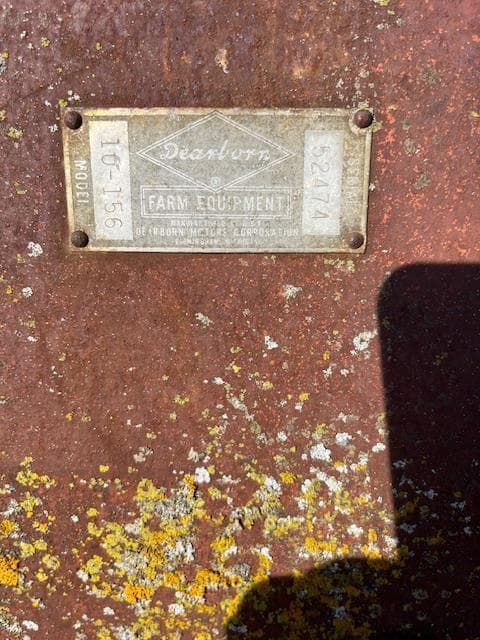 MODEL
10-156
Dearborn
FARM EQUIPMENT
DEARBORN MOTORS CORPORATION
52474